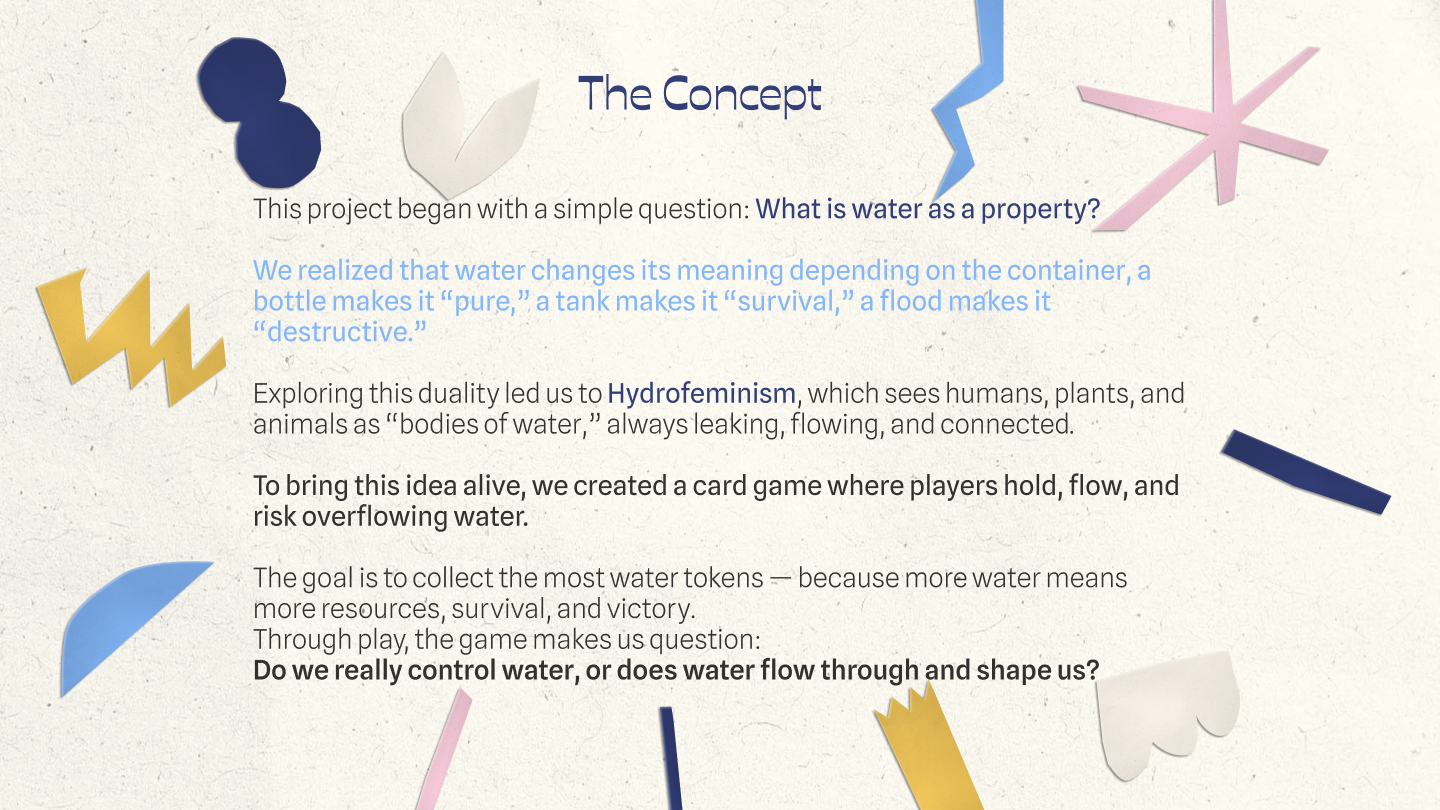 The Concept
This project began with a simple question: What is water as a property?
We realized that water changes its meaning depending on the container, a
bottle makes it “pure,” a tank makes it “survival,” a flood makes it
“destructive.”
Exploring this duality led us to Hydrofeminism, which sees humans, plants, and
animals as “bodies of water,” always leaking, flowing, and connected.
To bring this idea alive, we created a card game where players hold, flow, and
risk overflowing water.
The goal is to collect the most water tokens — because more water means
more resources, survival, and victory.
Through play, the game makes us question:
Do we really control water, or does water flow through and shape us?